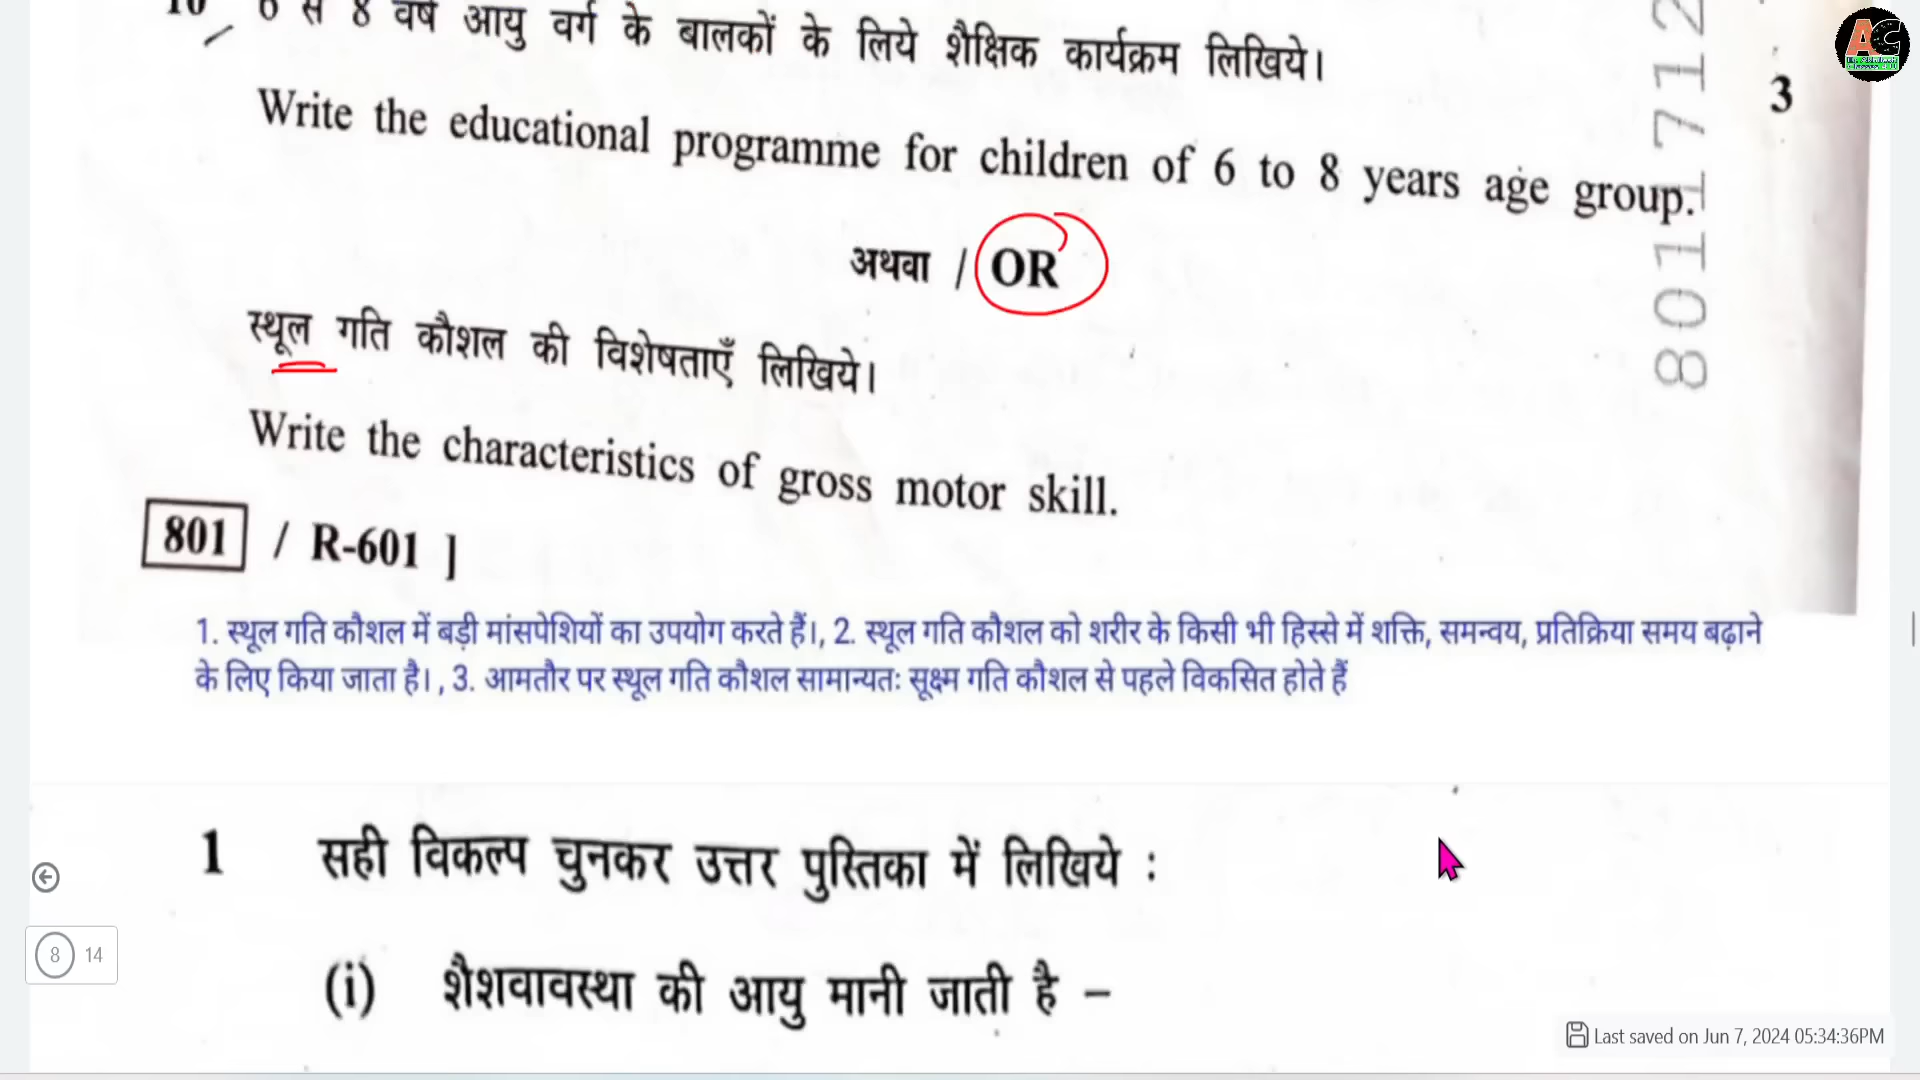 10 6 से 8 वर्ष आयु वर्ग के बालकों के लिये शैक्षिक कार्यक्रम लिखिये।
3
Write the educational programme for children of 6 to 8 years age group.
अथवा / OR
स्थूल गति कौशल की विशेषताएँ लिखिये।
Write the characteristics of gross motor skill.
801 / R-601 ]
8011712
1. स्थूल गति कौशल में बड़ी मांसपेशियों का उपयोग करते हैं।, 2. स्थूल गति कौशल को शरीर के किसी भी हिस्से में शक्ति, समन्वय, प्रतिक्रिया समय बढ़ाने
के लिए किया जाता है। , 3. आमतौर पर स्थूल गति कौशल सामान्यतः सूक्ष्म गति कौशल से पहले विकसित होते हैं
1 सही विकल्प चुनकर उत्तर पुस्तिका में लिखिये :
(i) शैशवावस्था की आयु मानी जाती है –
8 14
Last saved on Jun 7, 2024 05:34:36PM
AC